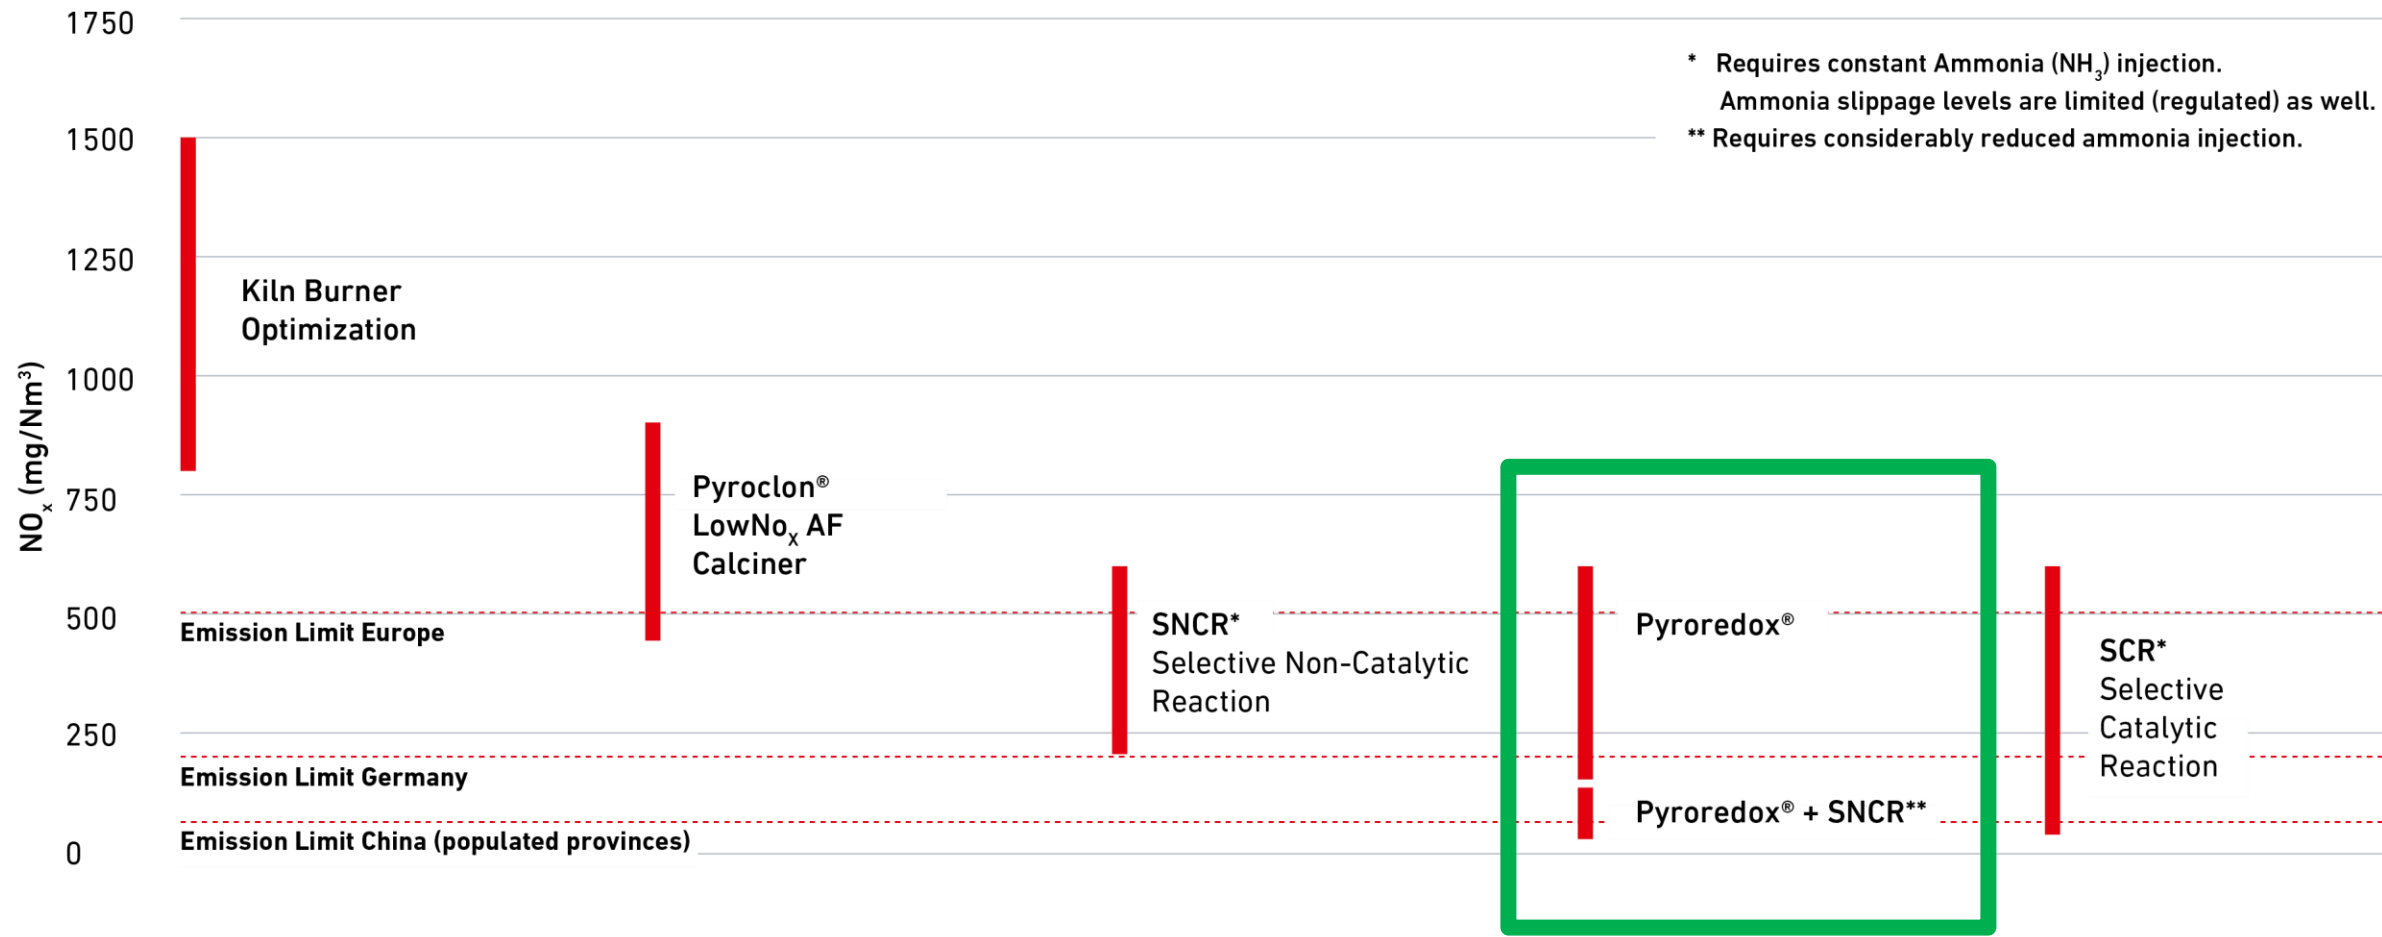 1750
* Requires constant Ammonia (NH₃) injection.
Ammonia slippage levels are limited (regulated) as well.
** Requires considerably reduced ammonia injection.
1500
1250
Kiln Burner
Optimization
1000
NOₓ (mg/Nm³)
750
Pyroclon®
LowNoₓ AF
Calciner
500
Emission Limit Europe
SNCR*
Selective Non-Catalytic
Reaction
Pyroredox®
SCR*
Selective
Catalytic
Reaction
250
Emission Limit Germany
Pyroredox® + SNCR**
Emission Limit China (populated provinces)
0